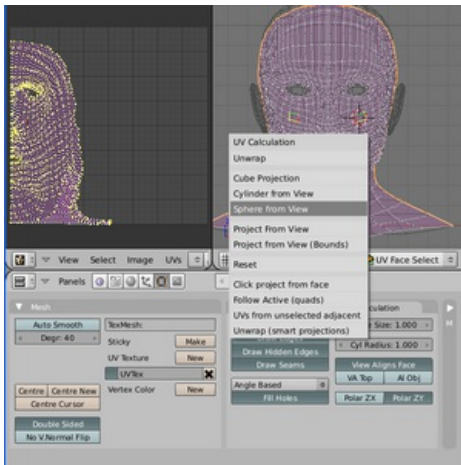 UV Calculation
Unwrap
Cube Projection
Cylinder from View
Sphere from View
Project From View
Project from View (Bounds)
Reset
Click project from face
Follow Active (quads)
UVs from unselected adjacent
Unwrap (smart projections)
View Select Image UVs
UV Face Select
Panels
Mesh
Auto Smooth
Degr: 40
TexMesh:
Sticky
Make
UV Texture
New
UVTex
Vertex Color
New
Centre
Centre New
Centre Cursor
Double Sided
No V.Normal Flip
Size: 1.000
Cyl Radius: 1.000
Draw Hidden Edges
Draw Seams
View Aligns Face
VA Top
Al Obj
Angle Based
Fill Holes
Polar ZX
Polar ZY